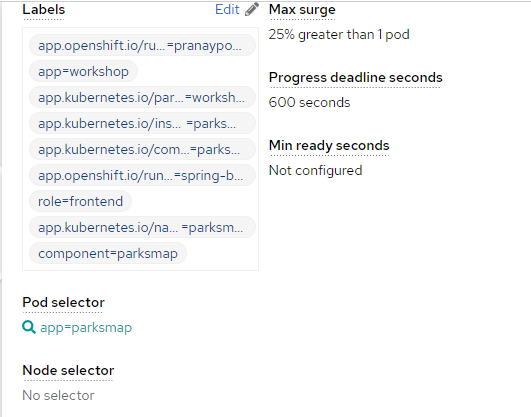 Labels
Edit
app.openshift.io/ru... =pranaypo...
app=workshop
app.kubernetes.io/par... =worksh...
app.kubernetes.io/ins... =parks...
app.kubernetes.io/com... =parks...
app.openshift.io/run... =spring-b...
role=frontend
app.kubernetes.io/na... =parksm...
component=parksmap
Pod selector
app=parksmap
Node selector
No selector
Max surge
25% greater than 1 pod
Progress deadline seconds
600 seconds
Min ready seconds
Not configured